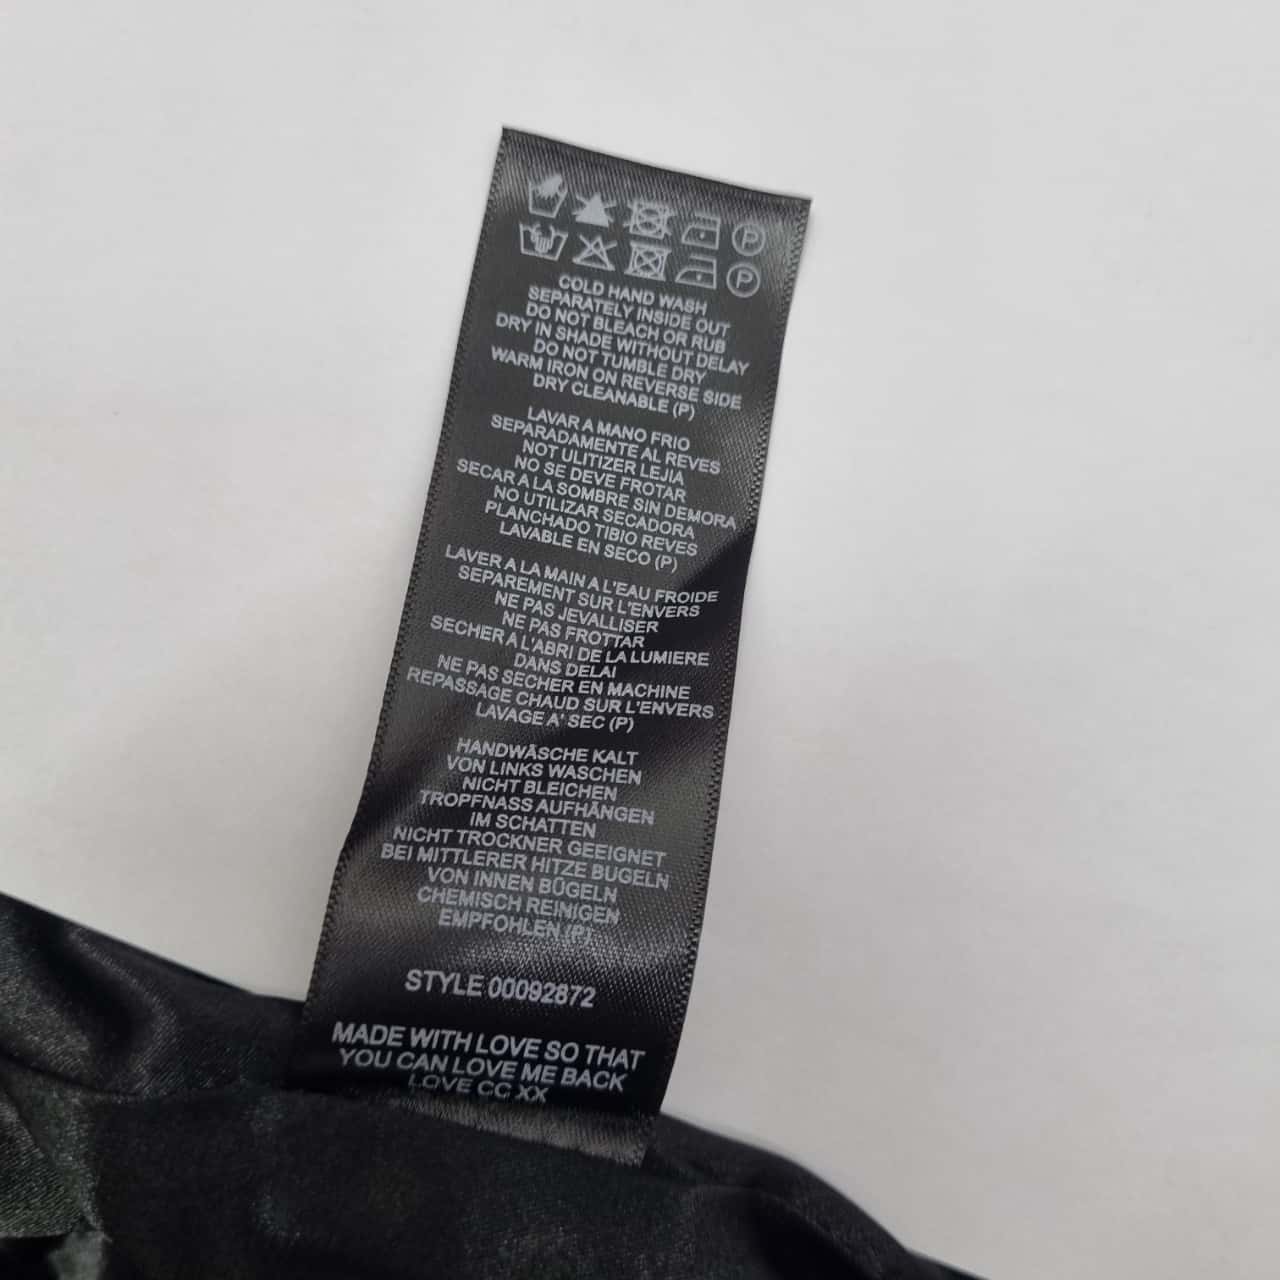 P
P
COLD HAND WASH
SEPARATELY INSIDE OUT
DO NOT BLEACH OR RUB
DRY IN SHADE WITHOUT DELAY
DO NOT TUMBLE DRY
WARM IRON ON REVERSE SIDE
DRY CLEANABLE (P)
LAVAR A MANO FRIO
SEPARADAMENTE AL REVES
NOT ULITIZER LEJIA
NO SE DEVE FROTAR
SECAR A LA SOMBRE SIN DEMORA
NO UTILIZAR SECADORA
PLANCHADO TIBIO REVES
LAVABLE EN SECO (P)
LAVER A LA MAIN A L'EAU FROIDE
SEPAREMENT SUR L'ENVERS
NE PAS JEVALLISER
NE PAS FROTTAR
SECHER A L'ABRI DE LA LUMIERE
DANS DELAI
NE PAS SECHER EN MACHINE
REPASSAGE CHAUD SUR L'ENVERS
LAVAGE A' SEC (P)
HANDWÄSCHE KALT
VON LINKS WASCHEN
NICHT BLEICHEN
TROPFNASS AUFHÄNGEN
IM SCHATTEN
NICHT TROCKNER GEEIGNET
BEI MITTLERER HITZE BUGELN
VON INNEN BÜGELN
CHEMISCH REINIGEN
EMPFOHLEN (P)
STYLE 00092872
MADE WITH LOVE SO THAT
YOU CAN LOVE ME BACK
LOVE CC XX